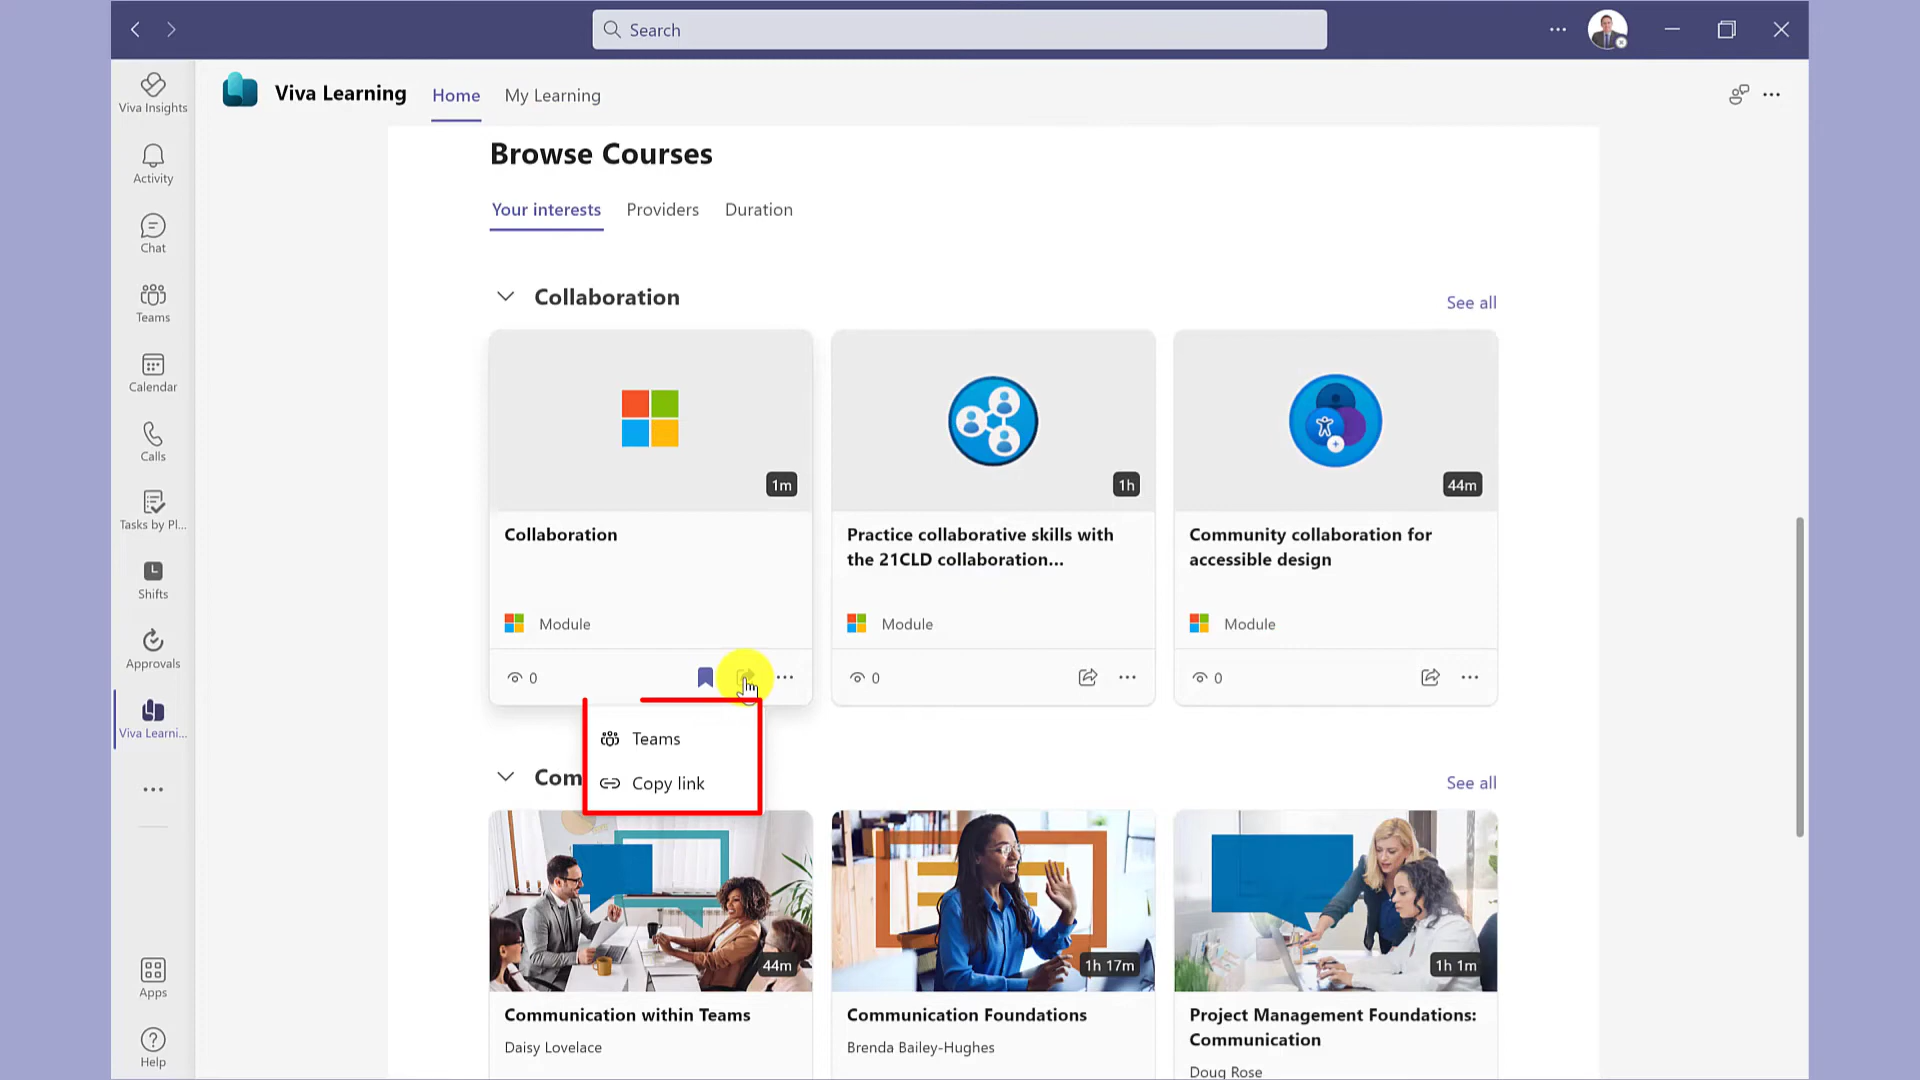 Search
Viva Insights
Activity
Chat
Teams
Calendar
Calls
Tasks by Pl...
Shifts
Approvals
Viva Learni...
Apps
Help
Viva Learning
Home
My Learning
Browse Courses
Your interests
Providers
Duration
Collaboration
See all
1m
1h
44m
Collaboration
Practice collaborative skills with
the 21CLD collaboration...
Community collaboration for
accessible design
Module
Module
Module
0
0
0
Teams
Copy link
Com
See all
44m
1h 17m
1h 1m
Communication within Teams
Daisy Lovelace
Communication Foundations
Brenda Bailey-Hughes
Project Management Foundations:
Communication
Doug Rose